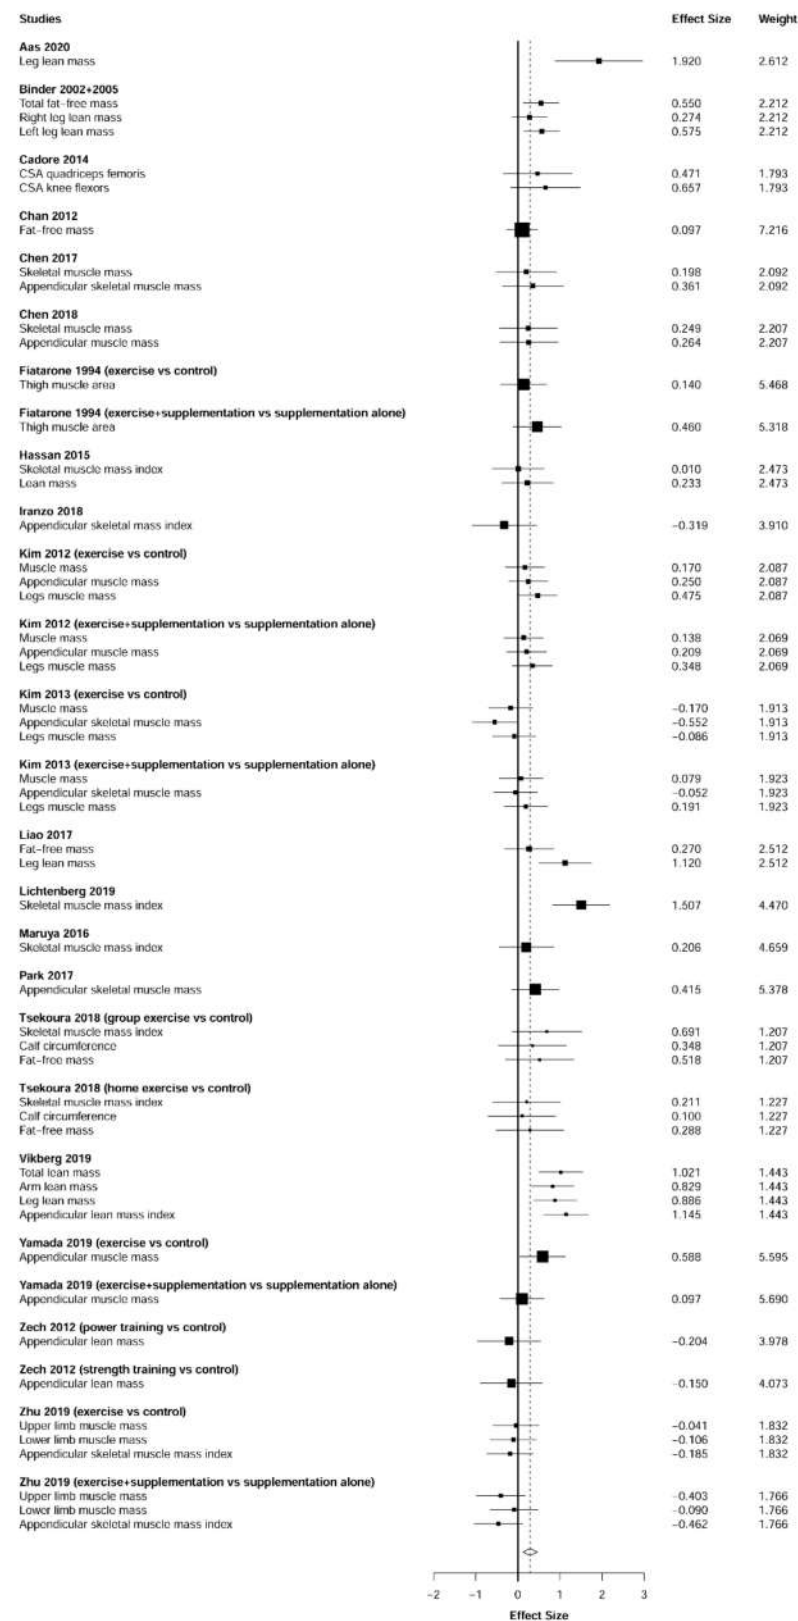 Studies Effect Size Weight
Aas 2020
Leg lean mass 1.920 2.612
Binder 2002+2005
Total fat-free mass 0.550 2.212
Right leg lean mass 0.274 2.212
Left leg lean mass 0.575 2.212
Cadore 2014
CSA quadriceps femoris 0.471 1.793
CSA knee flexors 0.657 1.793
Chan 2012
Fat-free mass 0.097 7.216
Chen 2017
Skeletal muscle mass 0.198 2.092
Appendicular skeletal muscle mass 0.361 2.092
Chen 2018
Skeletal muscle mass 0.249 2.207
Appendicular muscle mass 0.264 2.207
Fiatarone 1994 (exercise vs control)
Thigh muscle area 0.140 5.468
Fiatarone 1994 (exercise+supplementation vs supplementation alone)
Thigh muscle area 0.460 5.318
Hassan 2015
Skeletal muscle mass index 0.010 2.473
Lean mass 0.233 2.473
Iranzo 2018
Appendicular skeletal mass index -0.319 3.910
Kim 2012 (exercise vs control)
Muscle mass 0.170 2.087
Appendicular muscle mass 0.250 2.087
Legs muscle mass 0.475 2.087
Kim 2012 (exercise+supplementation vs supplementation alone)
Muscle mass 0.138 2.069
Appendicular muscle mass 0.209 2.069
Legs muscle mass 0.348 2.069
Kim 2013 (exercise vs control)
Muscle mass -0.170 1.913
Appendicular skeletal muscle mass -0.552 1.913
Legs muscle mass -0.086 1.913
Kim 2013 (exercise+supplementation vs supplementation alone)
Muscle mass 0.079 1.923
Appendicular skeletal muscle mass -0.052 1.923
Legs muscle mass 0.191 1.923
Liao 2017
Fat-free mass 0.270 2.512
Leg lean mass 1.120 2.512
Lichtenberg 2019
Skeletal muscle mass index 1.507 4.470
Maruya 2016
Skeletal muscle mass index 0.206 4.659
Park 2017
Appendicular skeletal muscle mass 0.415 5.378
Tsekoura 2018 (group exercise vs control)
Skeletal muscle mass index 0.691 1.207
Calf circumference 0.348 1.207
Fat-free mass 0.518 1.207
Tsekoura 2018 (home exercise vs control)
Skeletal muscle mass index 0.211 1.227
Calf circumference 0.100 1.227
Fat-free mass 0.288 1.227
Vikberg 2019
Total lean mass 1.021 1.443
Arm lean mass 0.829 1.443
Leg lean mass 0.886 1.443
Appendicular lean mass index 1.145 1.443
Yamada 2019 (exercise vs control)
Appendicular muscle mass 0.588 5.595
Yamada 2019 (exercise+supplementation vs supplementation alone)
Appendicular muscle mass 0.097 5.690
Zech 2012 (power training vs control)
Appendicular lean mass -0.204 3.978
Zech 2012 (strength training vs control)
Appendicular lean mass -0.150 4.073
Zhu 2019 (exercise vs control)
Upper limb muscle mass -0.041 1.832
Lower limb muscle mass -0.106 1.832
Appendicular skeletal muscle mass index -0.185 1.832
Zhu 2019 (exercise+supplementation vs supplementation alone)
Upper limb muscle mass -0.403 1.766
Lower limb muscle mass -0.090 1.766
Appendicular skeletal muscle mass index -0.462 1.766
-2 -1 0 1 2 3
Effect Size